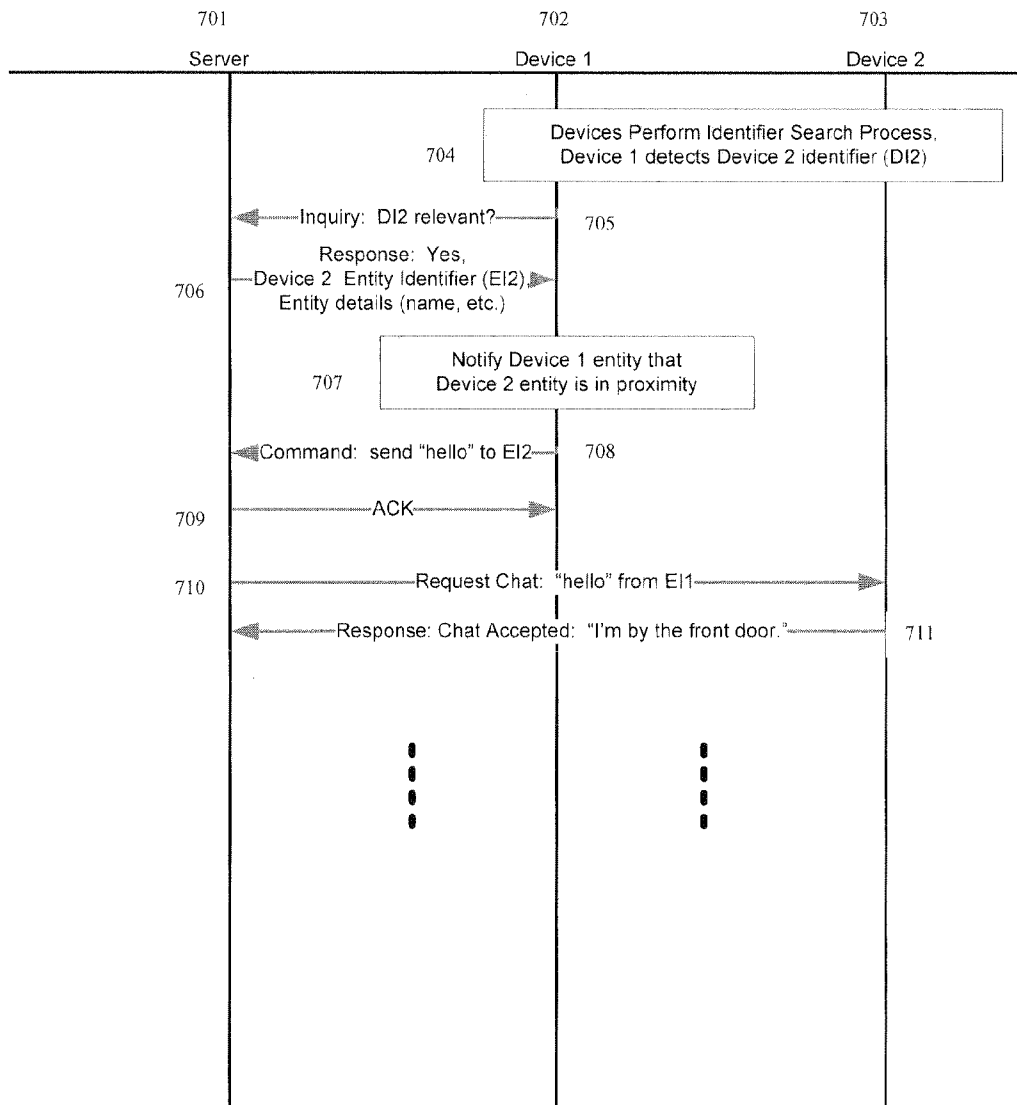 701 702 703
Server Device 1 Device 2
Devices Perform Identifier Search Process,
704 Device 1 detects Device 2 identifier (DI2)
Inquiry: DI2 relevant? 705
Response: Yes,
706 Device 2 Entity Identifier (EI2),
Entity details (name, etc.)
Notify Device 1 entity that
707 Device 2 entity is in proximity
Command: send “hello” to EI2 708
709 ACK
710 Request Chat: “hello” from EI1
Response: Chat Accepted: “I’m by the front door.” 711